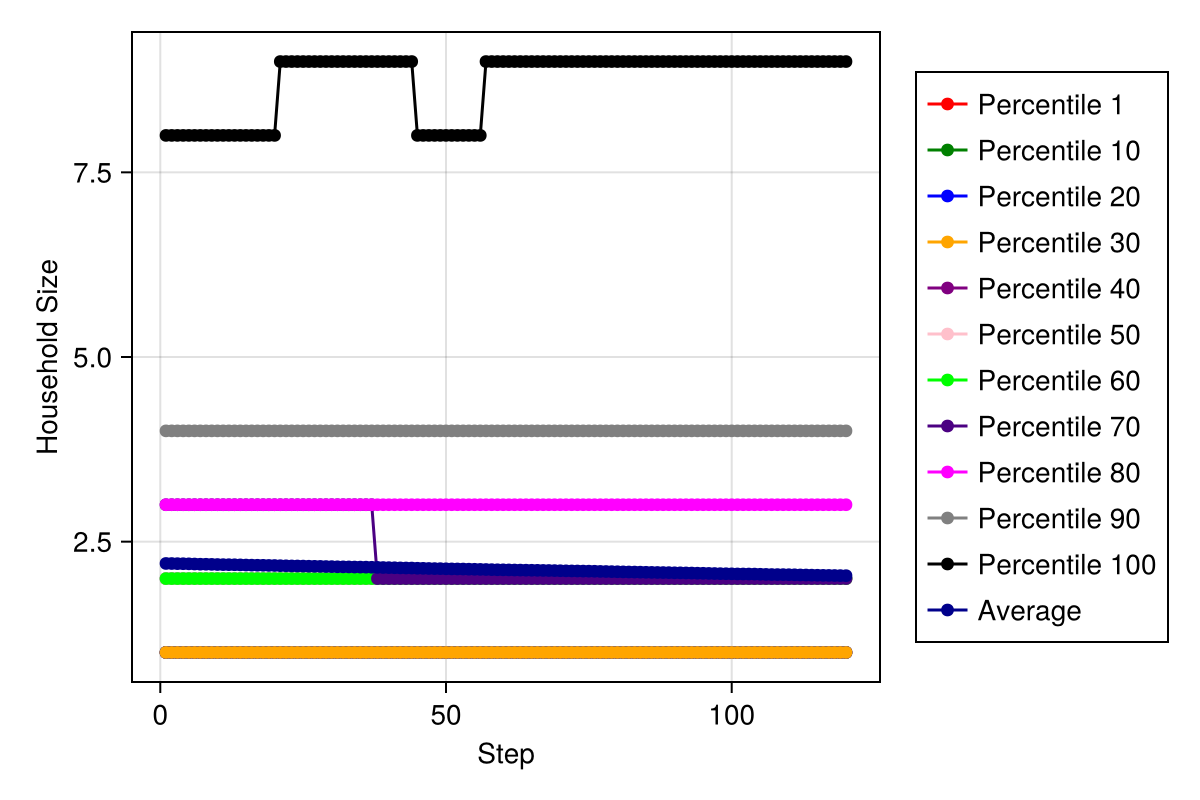 7.5
5.0
2.5
Household Size
0
50
100
Step
Percentile 1
Percentile 10
Percentile 20
Percentile 30
Percentile 40
Percentile 50
Percentile 60
Percentile 70
Percentile 80
Percentile 90
Percentile 100
Average